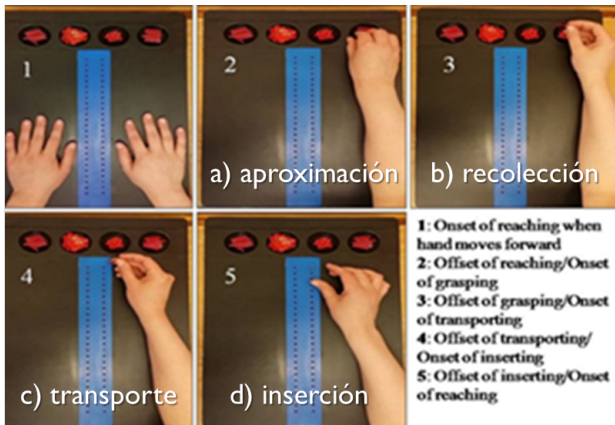 1
2
a) aproximación
3
b) recolección
4
c) transporte
5
d) inserción
1: Onset of reaching when
hand moves forward
2: Offset of reaching/Onset
of grasping
3: Offset of grasping/Onset
of transporting
4: Offset of transporting/
Onset of inserting
5: Offset of inserting/Onset
of reaching